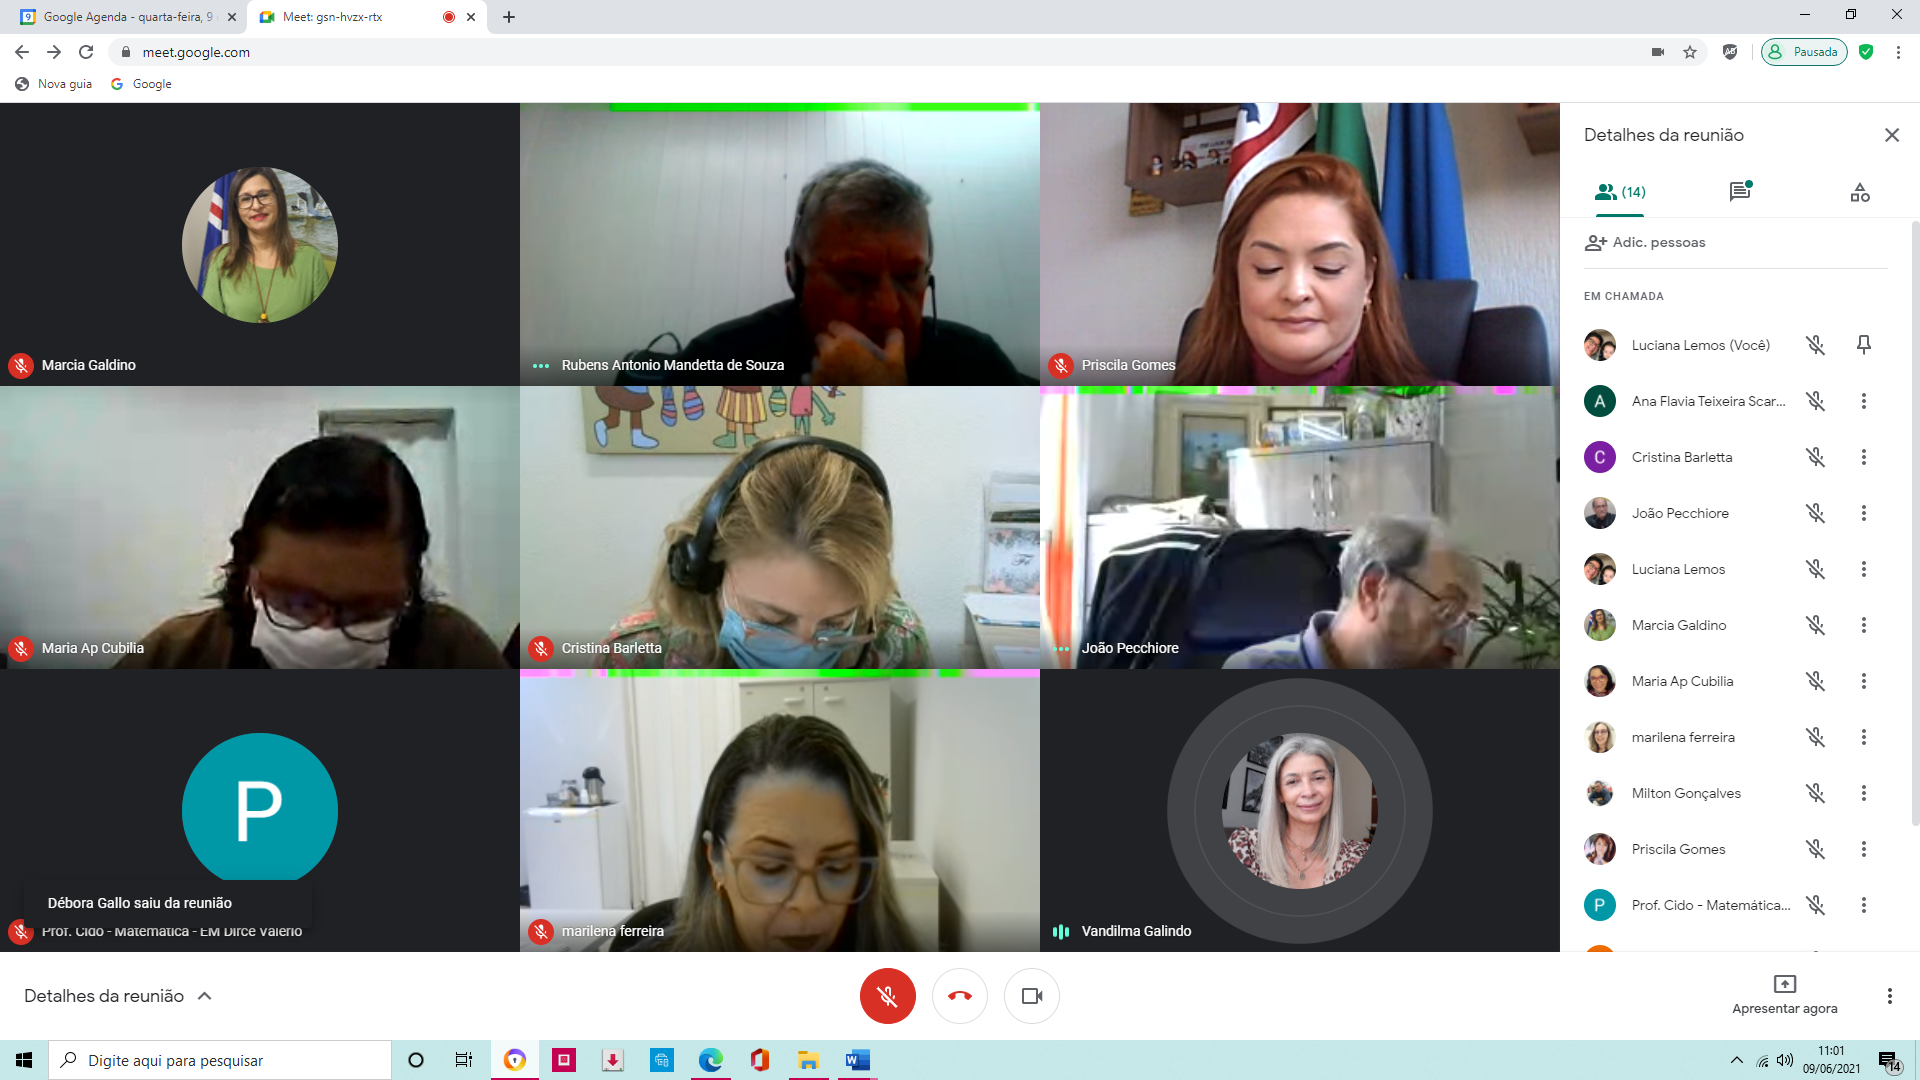 Google Agenda - quarta-feira, 9
Meet: gsn-hvzx-rtx
meet.google.com
Pausada
Nova guia
Google
Marcia Galdino
Rubens Antonio Mandetta de Souza
Priscila Gomes
Maria Ap Cubilia
Cristina Barletta
João Pecchiore
P
Débora Gallo saiu da reunião
Prof. Cido - Matemática - EM Dirce Valério
marilena ferreira
Vandilma Galindo
Detalhes da reunião
(14)
Adic. pessoas
EM CHAMADA
Luciana Lemos (Você)
A Ana Flavia Teixeira Scar...
C Cristina Barletta
João Pecchiore
Luciana Lemos
Marcia Galdino
Maria Ap Cubilia
marilena ferreira
Milton Gonçalves
Priscila Gomes
P Prof. Cido - Matemática...
Detalhes da reunião
Apresentar agora
Digite aqui para pesquisar
11:01
09/06/2021
14